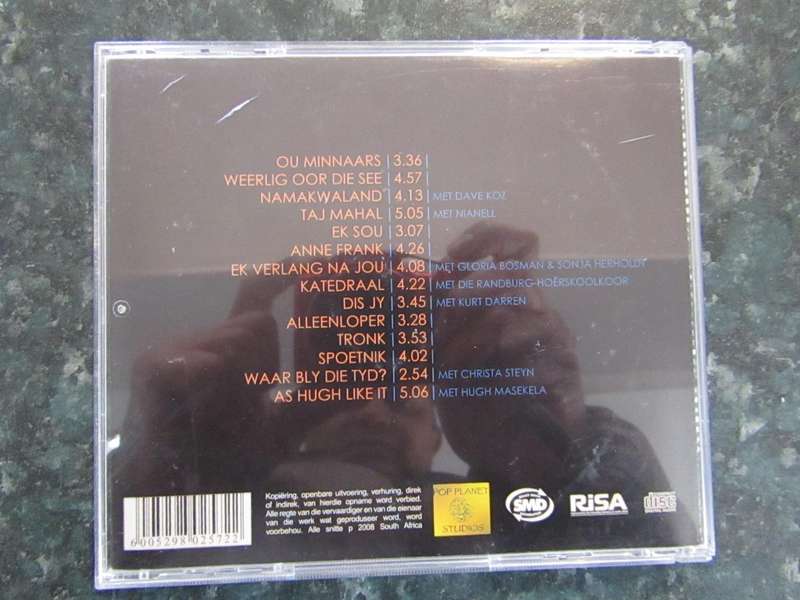 OU MINNAARS 3.36
WEERLIG OOR DIE SEE 4.57
NAMAKWALAND 4.13 MET DAVE KOZ
TAJ MAHAL 5.05 MET NIANELL
EK SOU 3.07
ANNE FRANK 4.26
EK VERLANG NA JOU 4.08 MET GLORIA BOSMAN & SONJA HERHOLDT
KATEDRAAL 4.22 MET DIE RANDBURG-HOËRSKOOLKOOR
DIS JY 3.45 MET KURT DARREN
ALLEENLOPER 3.28
TRONK 3.53
SPOETNIK 4.02
WAAR BLY DIE TYD? 2.54 MET CHRISTA STEYN
AS HUGH LIKE IT 5.06 MET HUGH MASEKELA
6005298025722
Kopiëring, openbare uitvoering, verhuring, direk
of indirek, van hierdie opname word verbied.
Alle regte van die vervaardiger en van die eienaar
van die werk wat geproduseer word, word
voorbehou. Alle snitte p 2008 South Africa
POP PLANET
STUDIOS
SMD
RiSA
DISC